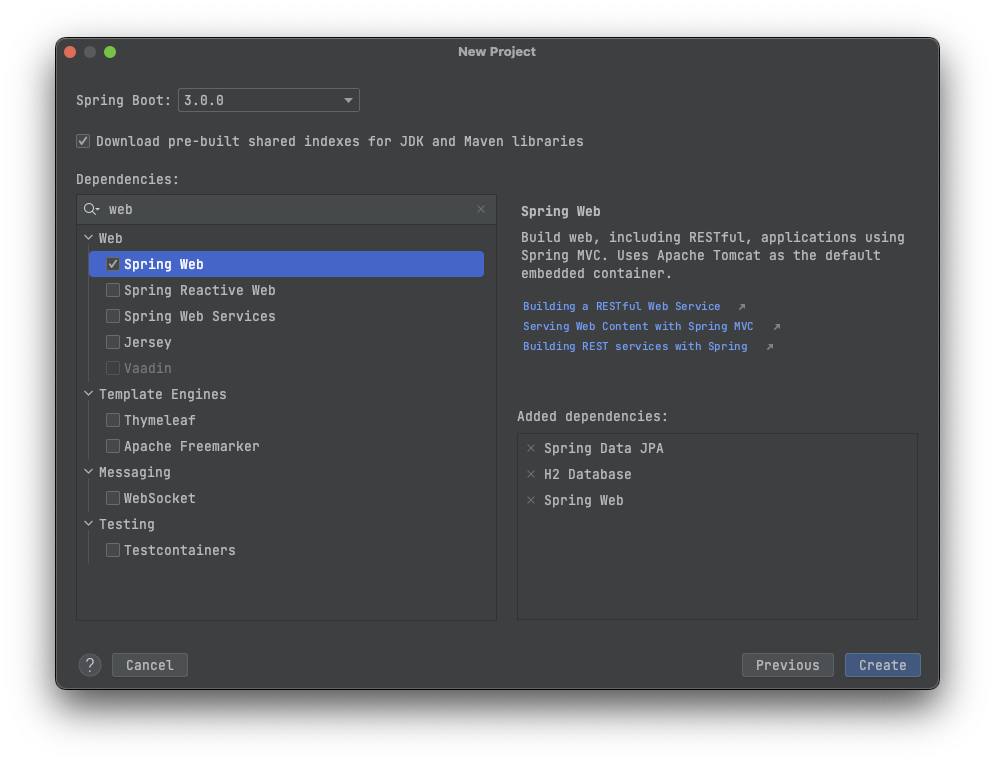 New Project
Spring Boot: 3.0.0
Download pre-built shared indexes for JDK and Maven libraries
Dependencies:
web
Web
Spring Web
Spring Reactive Web
Spring Web Services
Jersey
Vaadin
Template Engines
Thymeleaf
Apache Freemarker
Messaging
WebSocket
Testing
Testcontainers
Spring Web
Build web, including RESTful, applications using
Spring MVC. Uses Apache Tomcat as the default
embedded container.
Building a RESTful Web Service
Serving Web Content with Spring MVC
Building REST services with Spring
Added dependencies:
Spring Data JPA
H2 Database
Spring Web
? Cancel Previous Create